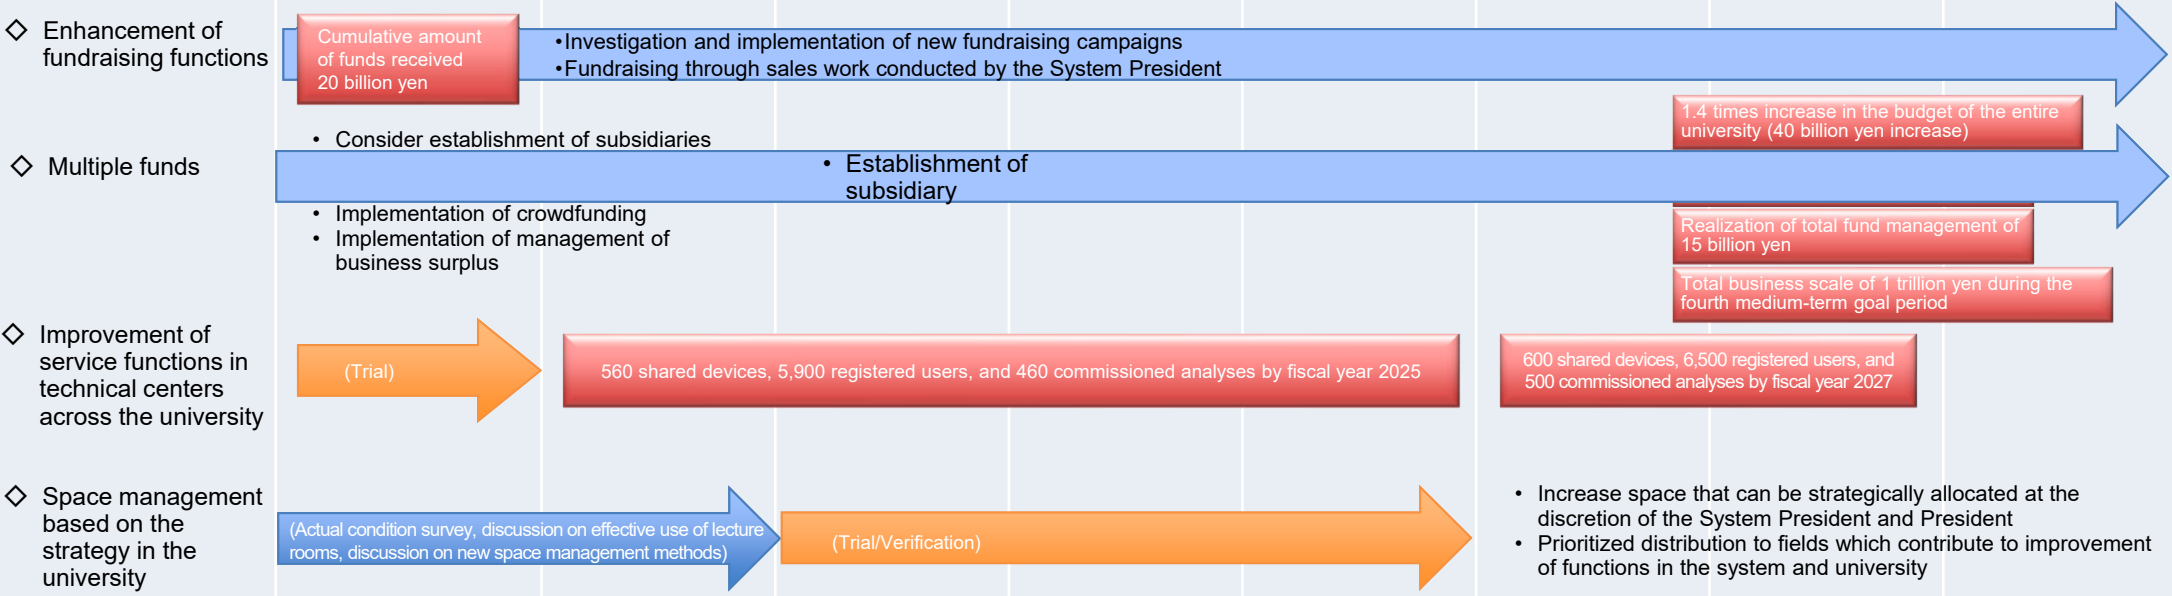 ◇ Enhancement of
fundraising functions
Cumulative amount
of funds received
20 billion yen
•Investigation and implementation of new fundraising campaigns
•Fundraising through sales work conducted by the System President
1.4 times increase in the budget of the entire
university (40 billion yen increase)
• Consider establishment of subsidiaries
◇ Multiple funds
• Establishment of
subsidiary
• Implementation of crowdfunding
• Implementation of management of
business surplus
Realization of total fund management of
15 billion yen
Total business scale of 1 trillion yen during the
fourth medium-term goal period
◇ Improvement of
service functions in
technical centers
across the university
(Trial)
560 shared devices, 5,900 registered users, and 460 commissioned analyses by fiscal year 2025
600 shared devices, 6,500 registered users, and
500 commissioned analyses by fiscal year 2027
◇ Space management
based on the
strategy in the
university
(Actual condition survey, discussion on effective use of lecture
rooms, discussion on new space management methods)
(Trial/Verification)
• Increase space that can be strategically allocated at the
discretion of the System President and President
• Prioritized distribution to fields which contribute to improvement
of functions in the system and university